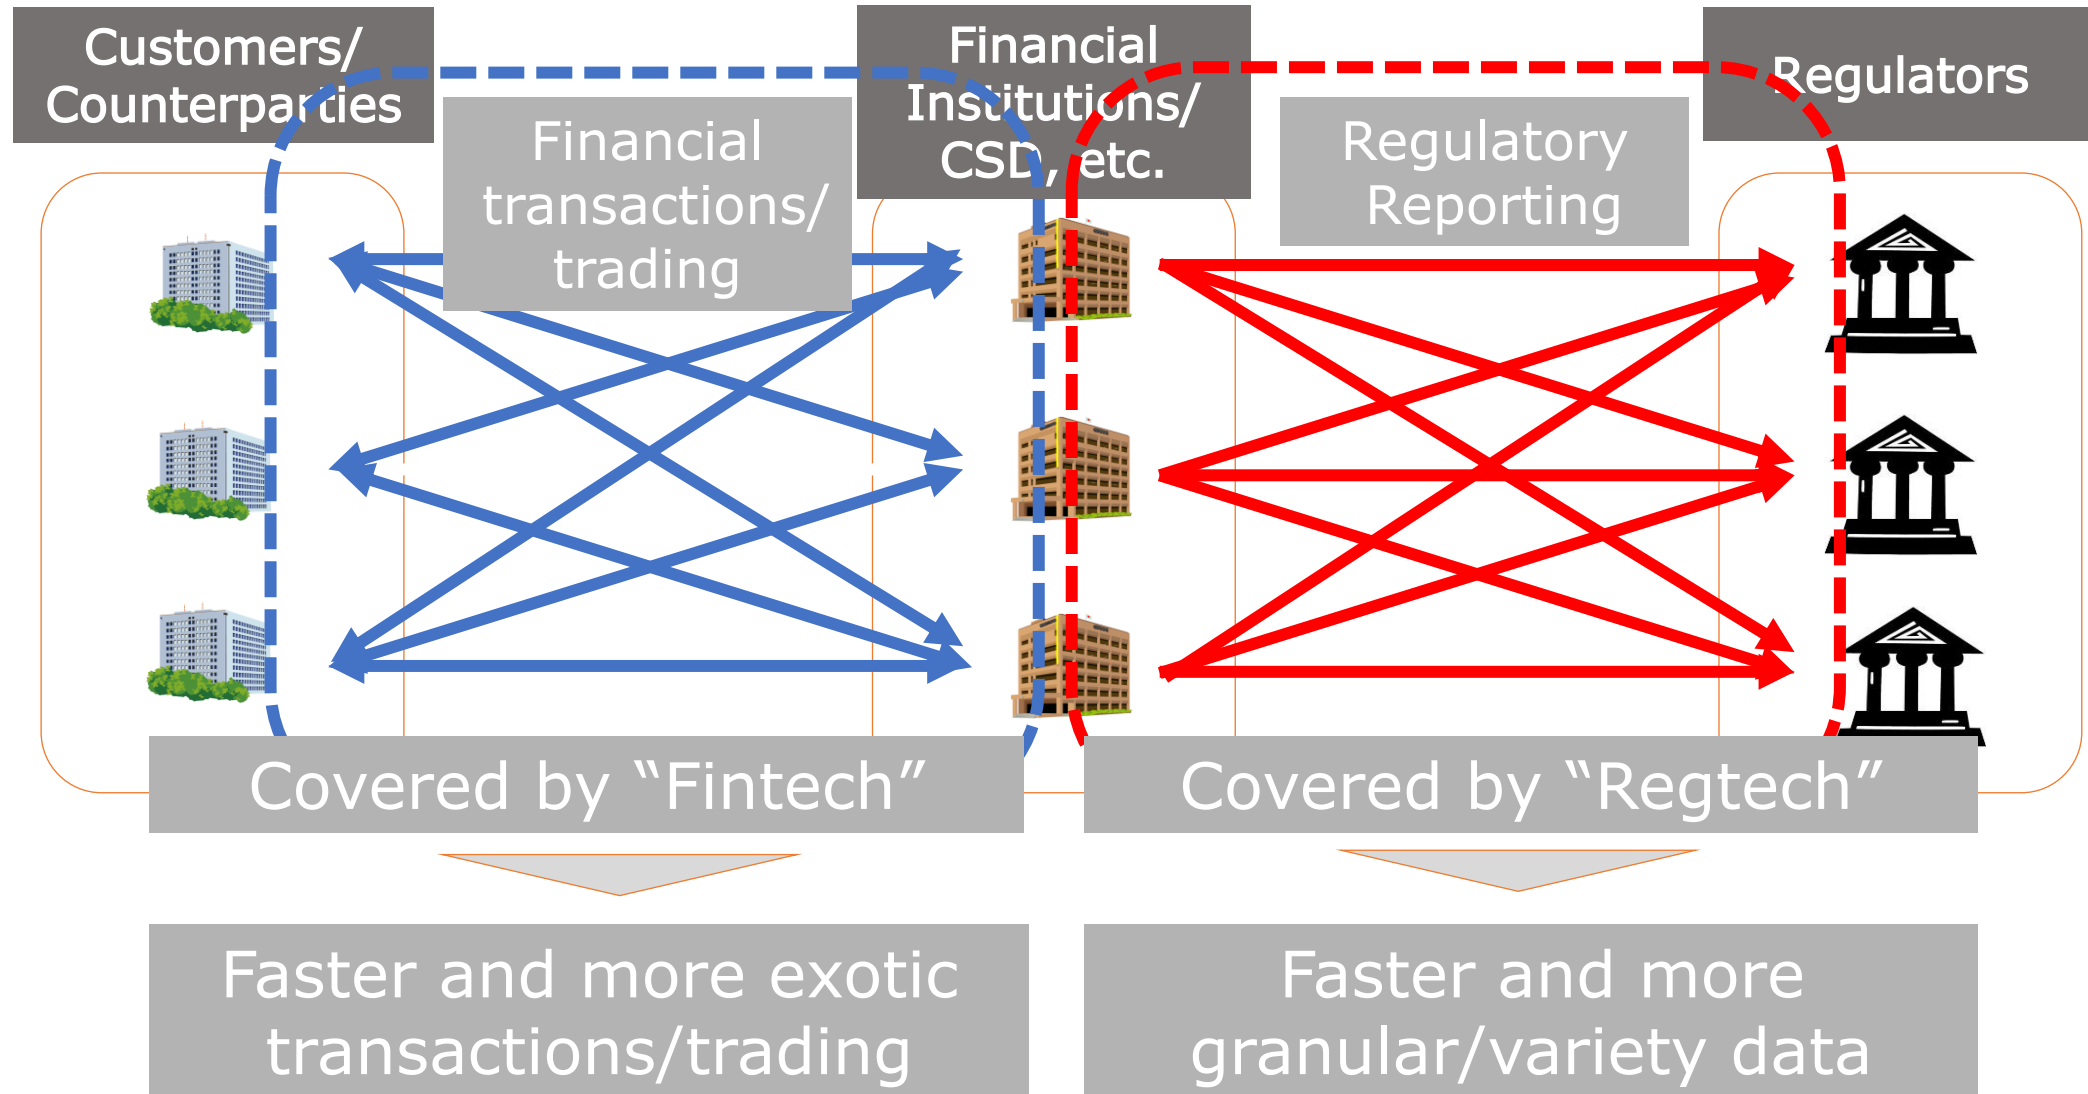 Customers/
Counterparties
Financial
Institutions/
CSD, etc.
Regulators
Financial
transactions/
trading
Regulatory
Reporting
Covered by “Fintech”
Covered by “Regtech”
Faster and more exotic
transactions/trading
Faster and more
granular/variety data